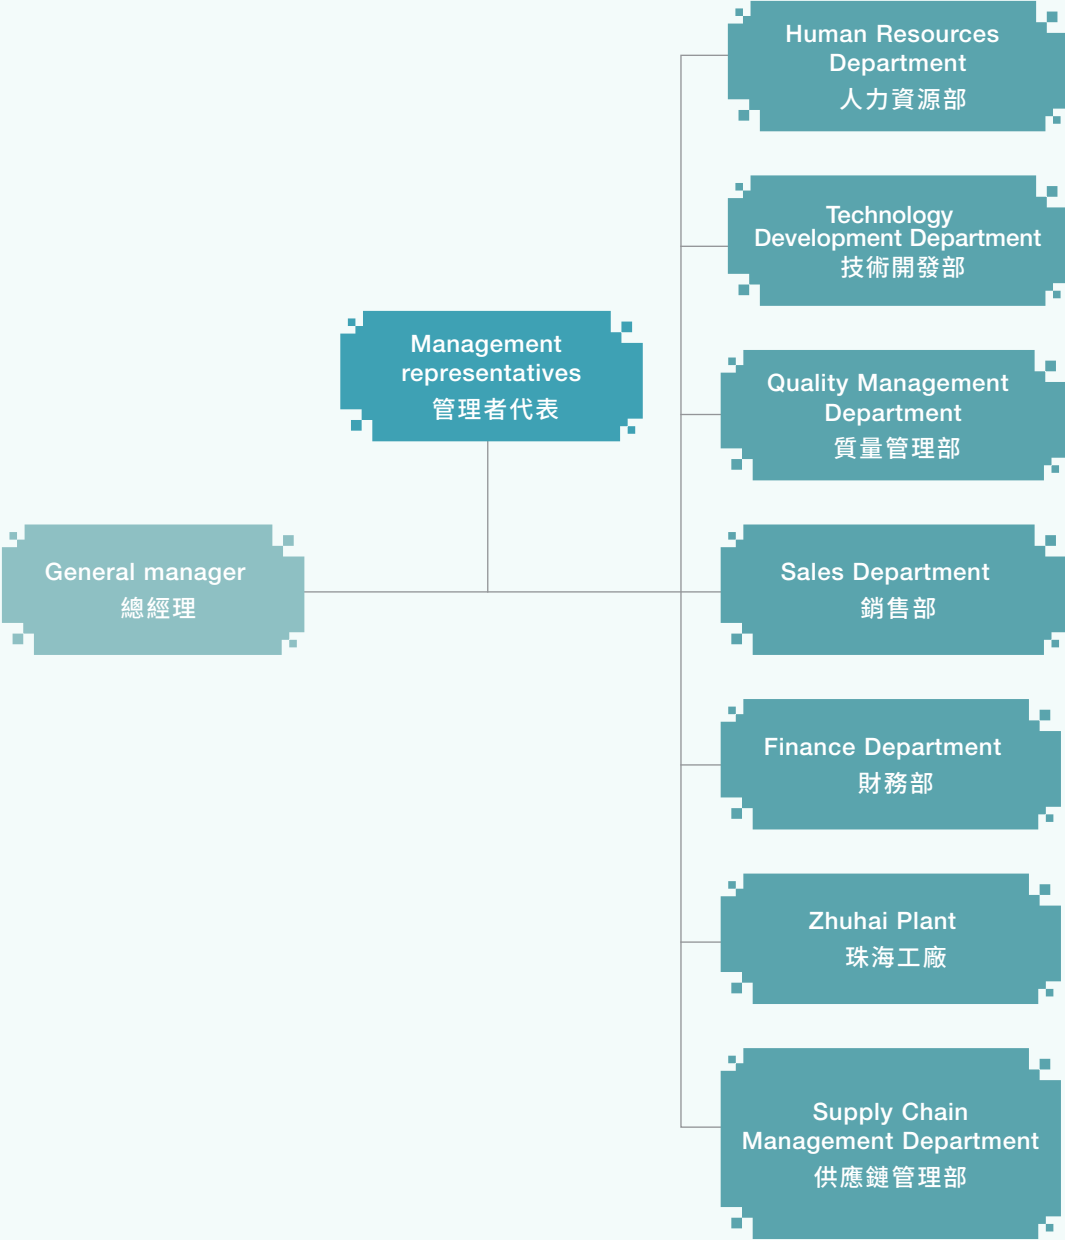 General manager
總經理
Management
representatives
管理者代表
Human Resources
Department
人力資源部
Technology
Development Department
技術開發部
Quality Management
Department
質量管理部
Sales Department
銷售部
Finance Department
財務部
Zhuhai Plant
珠海工廠
Supply Chain
Management Department
供應鏈管理部